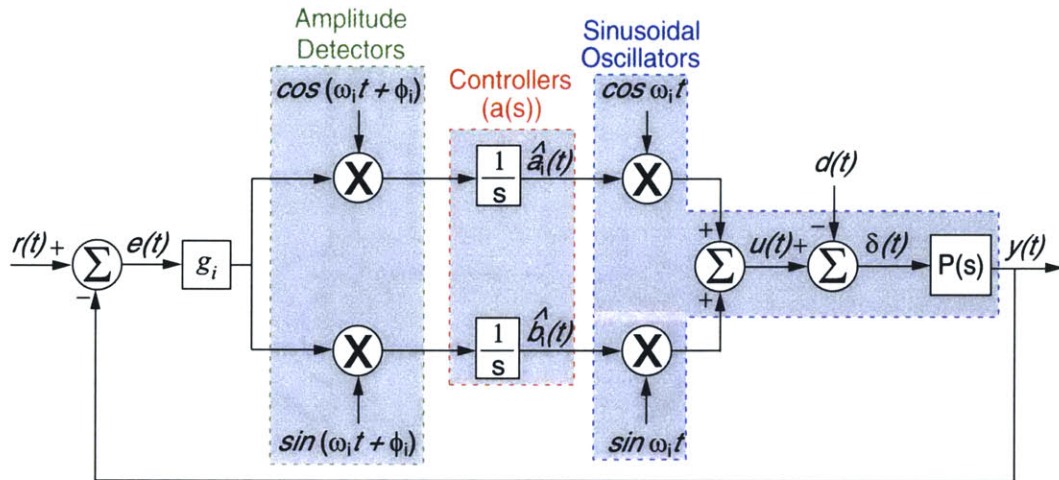 Amplitude
Detectors
Sinusoidal
Oscillators
Controllers
(a(s))
cos (ωᵢt + ϕᵢ)
cos ωᵢt
X
1
s
âᵢ(t)
X
d(t)
r(t) +
Σ
−
e(t)
gᵢ
+
Σ
+
u(t) +
−
Σ
δ(t)
P(s)
y(t)
X
1
s
b̂ᵢ(t)
X
sin (ωᵢt + ϕᵢ)
sin ωᵢt